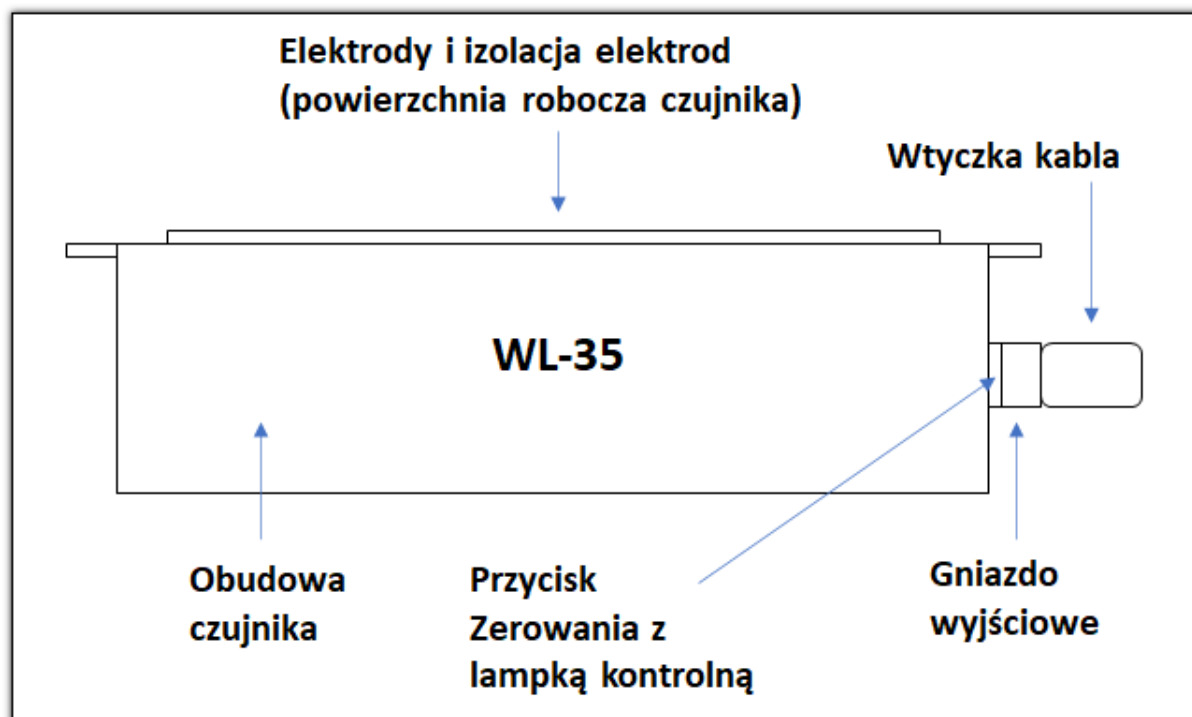 Elektrody i izolacja elektrod
(powierzchnia robocza czujnika)
Wtyczka kabla
WL-35
Obudowa
czujnika
Przycisk
Zerowania z
lampką kontrolną
Gniazdo
wyjściowe